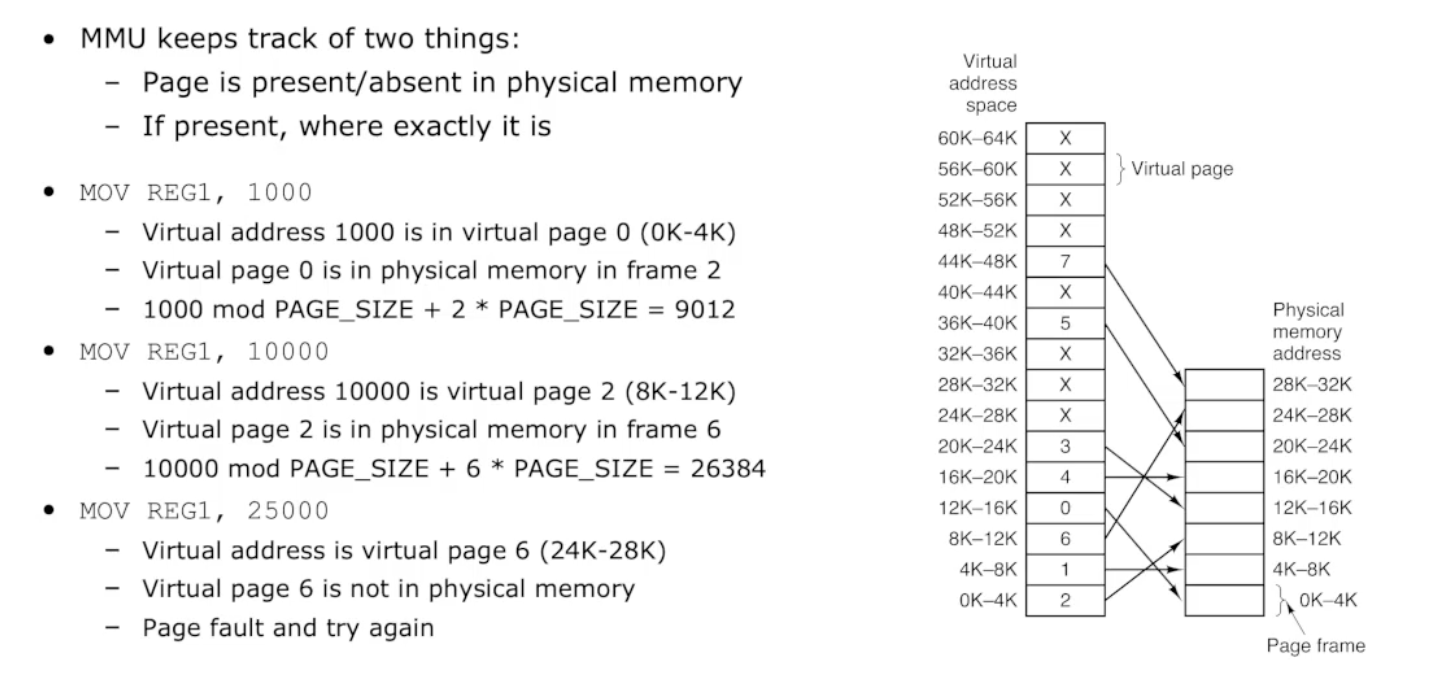 • MMU keeps track of two things:
– Page is present/absent in physical memory
– If present, where exactly it is
• MOV REG1, 1000
– Virtual address 1000 is in virtual page 0 (0K-4K)
– Virtual page 0 is in physical memory in frame 2
– 1000 mod PAGE_SIZE + 2 * PAGE_SIZE = 9012
• MOV REG1, 10000
– Virtual address 10000 is virtual page 2 (8K-12K)
– Virtual page 2 is in physical memory in frame 6
– 10000 mod PAGE_SIZE + 6 * PAGE_SIZE = 26384
• MOV REG1, 25000
– Virtual address is virtual page 6 (24K-28K)
– Virtual page 6 is not in physical memory
– Page fault and try again
Virtual
address
space
60K–64K X
56K–60K X
Virtual page
52K–56K X
48K–52K X
44K–48K 7
40K–44K X
36K–40K 5
32K–36K X
28K–32K X
24K–28K X
20K–24K 3
16K–20K 4
12K–16K 0
8K–12K 6
4K–8K 1
0K–4K 2
Physical
memory
address
28K–32K
24K–28K
20K–24K
16K–20K
12K–16K
8K–12K
4K–8K
0K–4K
Page frame